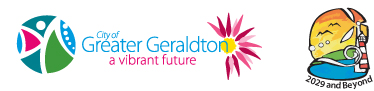 City of
Greater Geraldton
a vibrant future
2029 and Beyond